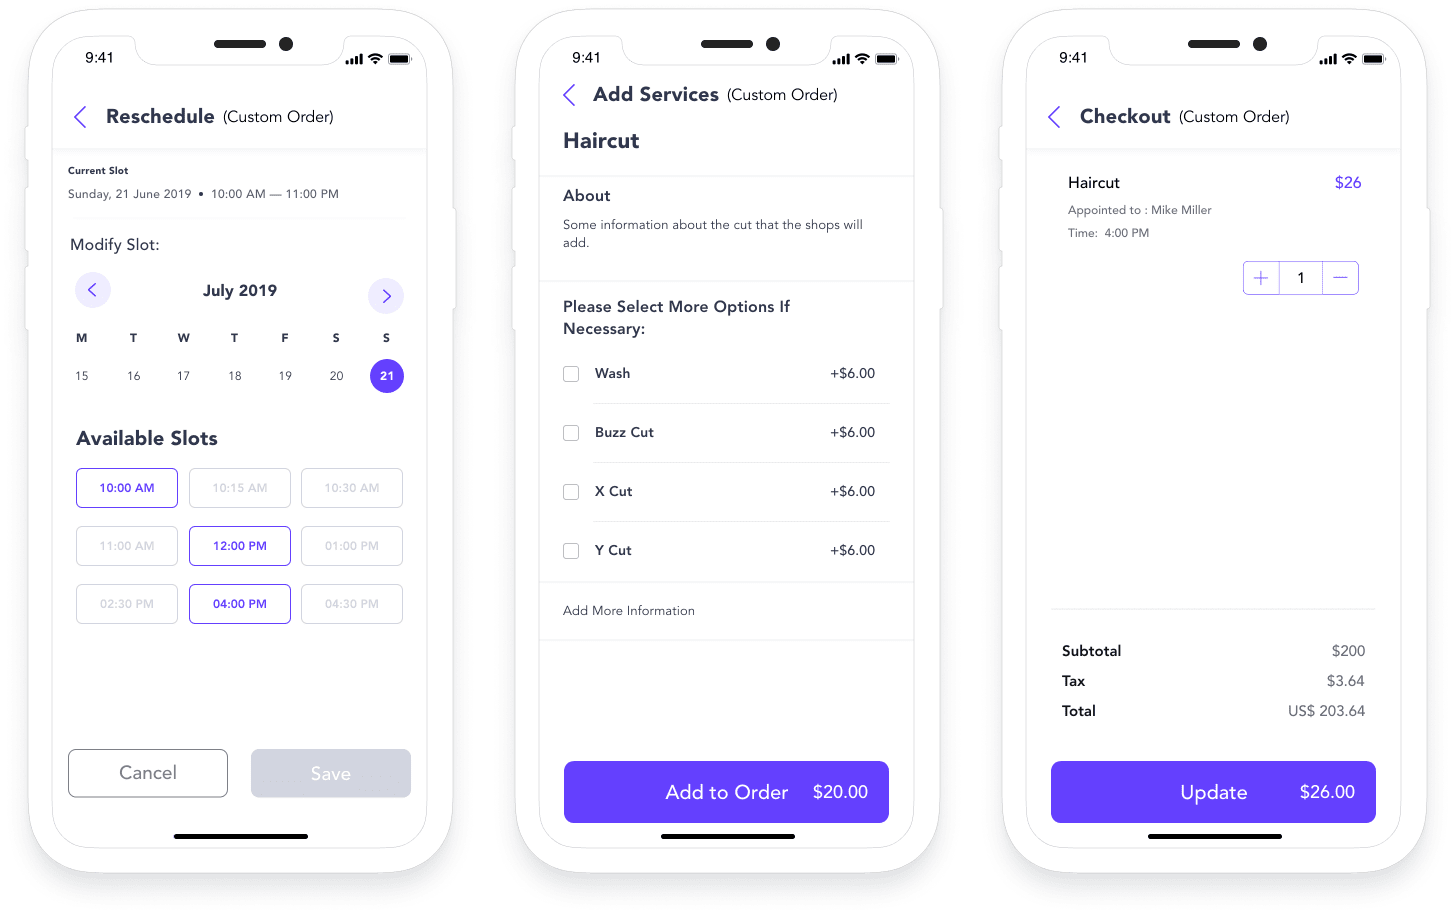 9:41
Reschedule (Custom Order)
Current Slot
Sunday, 21 June 2019 • 10:00 AM — 11:00 PM
Modify Slot:
July 2019
M T W T F S S
15 16 17 18 19 20 21
Available Slots
10:00 AM 10:15 AM 10:30 AM
11:00 AM 12:00 PM 01:00 PM
02:30 PM 04:00 PM 04:30 PM
Cancel Save
9:41
Add Services (Custom Order)
Haircut
About
Some information about the cut that the shops will
add.
Please Select More Options If
Necessary:
Wash +$6.00
Buzz Cut +$6.00
X Cut +$6.00
Y Cut +$6.00
Add More Information
Add to Order $20.00
9:41
Checkout (Custom Order)
Haircut $26
Appointed to : Mike Miller
Time: 4:00 PM
+ 1 —
Subtotal $200
Tax $3.64
Total US$ 203.64
Update $26.00